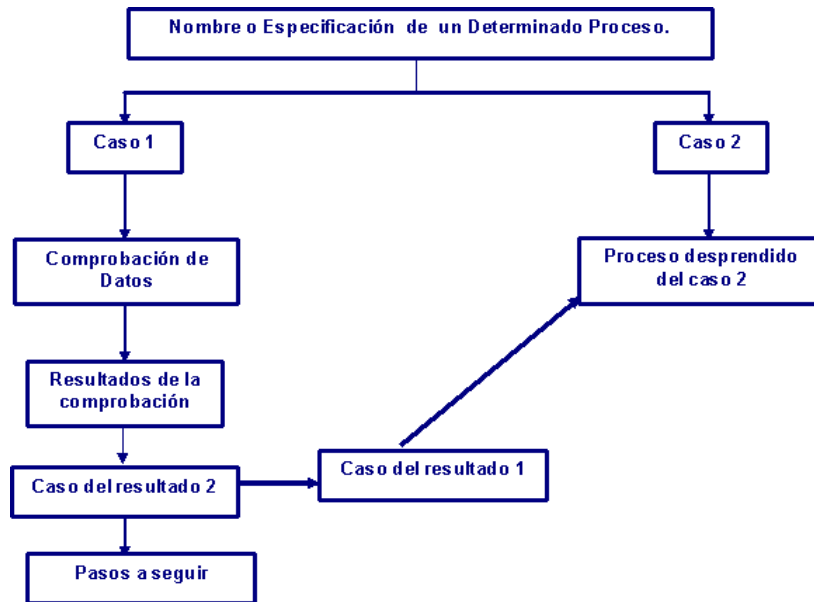 Nombre o Especificación de un Determinado Proceso.
Caso 1
Caso 2
Comprobación de
Datos
Proceso desprendido
del caso 2
Resultados de la
comprobación
Caso del resultado 1
Caso del resultado 2
Pasos a seguir